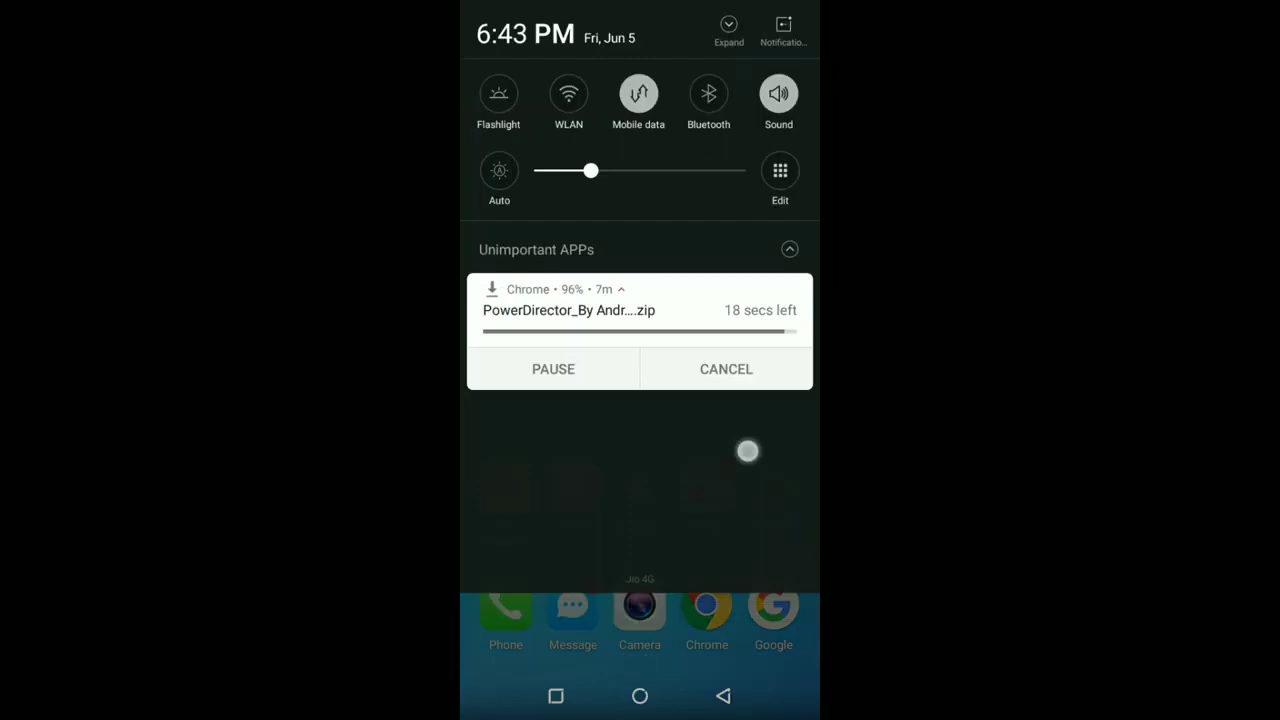 6:43 PM Fri, Jun 5
Expand Notificatio...
Flashlight WLAN Mobile data Bluetooth Sound
Auto Edit
Unimportant APPs
Chrome • 96% • 7m
PowerDirector_By Andr....zip 18 secs left
PAUSE CANCEL
Jio 4G
Phone Message Camera Chrome Google